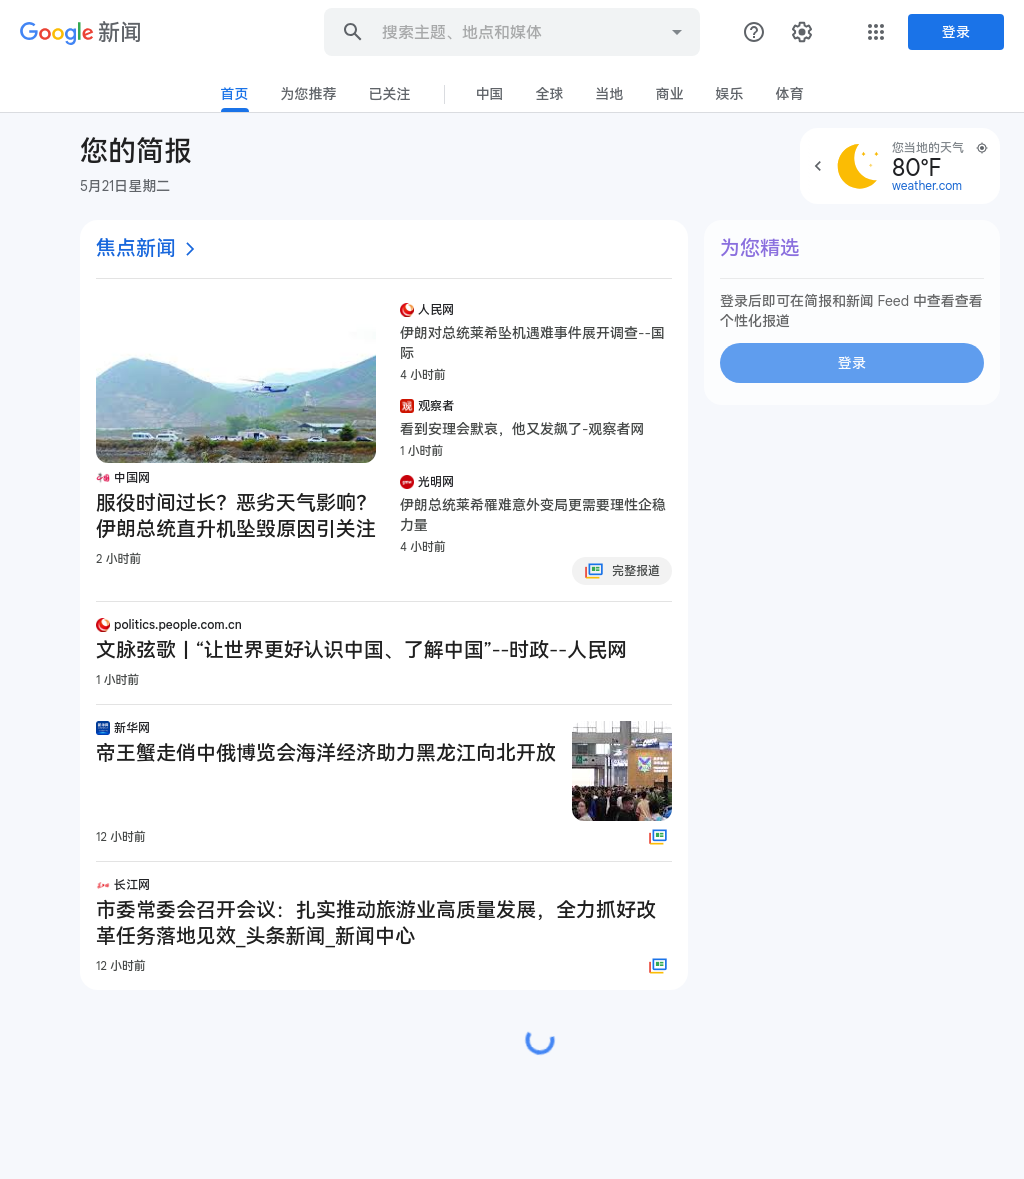 Google 新闻
搜索主题、地点和媒体
登录
首页
为您推荐
已关注
中国
全球
当地
商业
娱乐
体育
您的简报
5月21日星期二
您当地的天气
80°F
weather.com
焦点新闻
中国网
服役时间过长？恶劣天气影响？
伊朗总统直升机坠毁原因引关注
2 小时前
人民网
伊朗对总统莱希坠机遇难事件展开调查--国
际
4 小时前
观察者
看到安理会默哀，他又发飙了-观察者网
1 小时前
光明网
伊朗总统莱希罹难意外变局更需要理性企稳
力量
4 小时前
完整报道
politics.people.com.cn
文脉弦歌丨“让世界更好认识中国、了解中国”--时政--人民网
1 小时前
新华网
帝王蟹走俏中俄博览会海洋经济助力黑龙江向北开放
12 小时前
长江网
市委常委会召开会议：扎实推动旅游业高质量发展，全力抓好改
革任务落地见效_头条新闻_新闻中心
12 小时前
为您精选
登录后即可在简报和新闻 Feed 中查看查看
个性化报道
登录